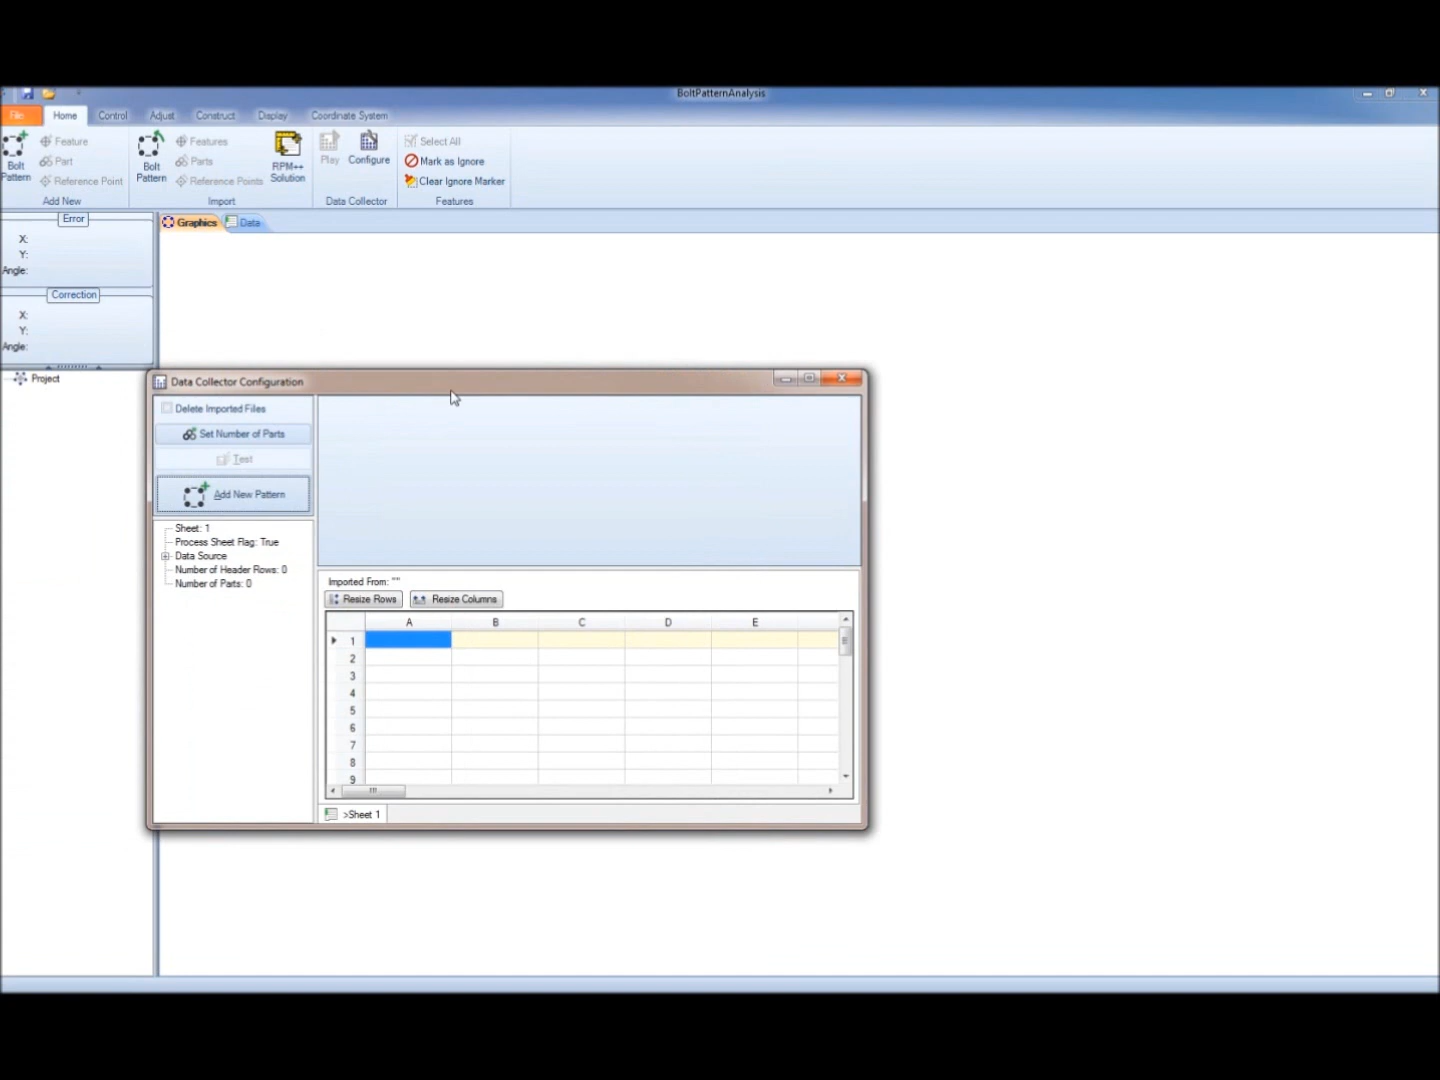 BoltPatternAnalysis
File Home Control Adjust Construct Display Coordinate System
Bolt Pattern
Feature
Part
Reference Point
Add New
Bolt Pattern
Features
Parts
Reference Points
RPM++ Solution
Import
Play
Configure
Data Collector
Select All
Mark as Ignore
Clear Ignore Marker
Features
Error
X:
Y:
Angle:
Correction
X:
Y:
Angle:
Project
Graphics Data
Data Collector Configuration
Delete Imported Files
Set Number of Parts
Test
Add New Pattern
Sheet: 1
Process Sheet Flag: True
Data Source
Number of Header Rows: 0
Number of Parts: 0
Imported From: ""
Resize Rows Resize Columns
A B C D E
1
2
3
4
5
6
7
8
9
>Sheet 1